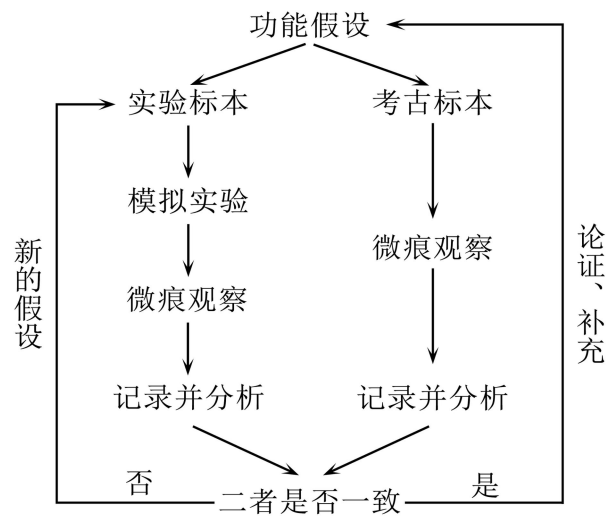 功能假设
实验标本
考古标本
模拟实验
微痕观察
微痕观察
记录并分析
记录并分析
新的假设
论证、补充
否
二者是否一致
是